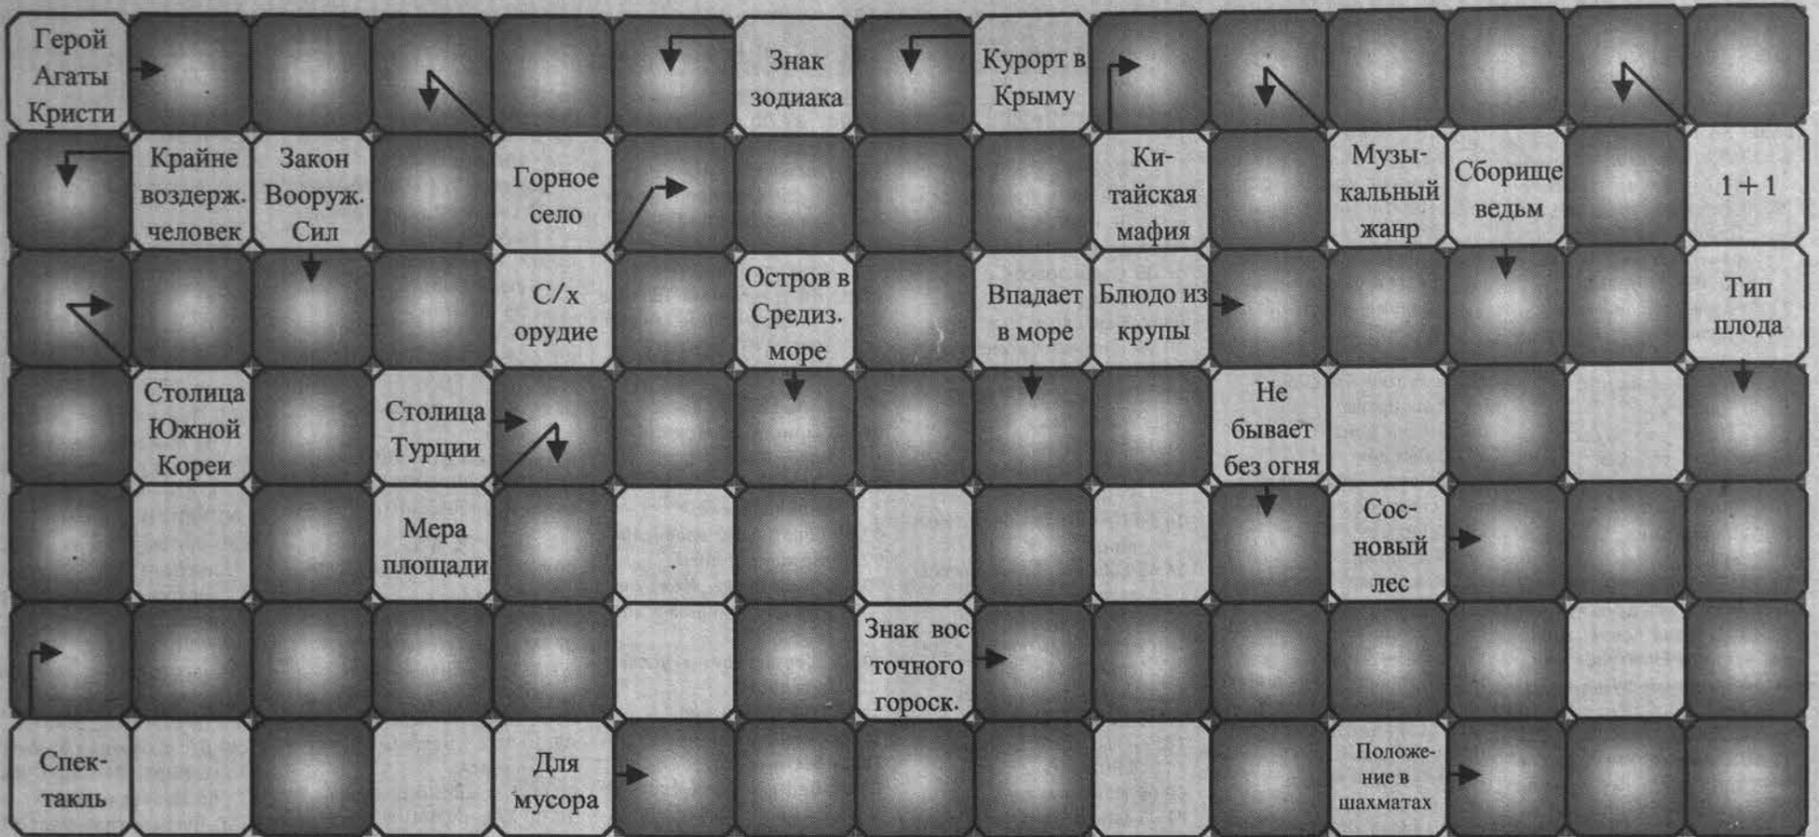 Герой
Агаты
Кристи
Знак
зодиака
Курорт в
Крыму
Крайне
воздерж.
человек
Закон
Вооруж.
Сил
Горное
село
Ки-
тайская
мафия
Музы-
кальный
жанр
Сборище
ведьм
1+1
С/х
орудие
Остров в
Средиз.
море
Впадает
в море
Блюдо из
крупы
Тип
плода
Столица
Южной
Кореи
Столица
Турции
Не
бывает
без огня
Мера
площади
Сос-
новый
лес
Знак вос
точного
гороск.
Спек-
такль
Для
мусора
Положе-
ние в
шахматах